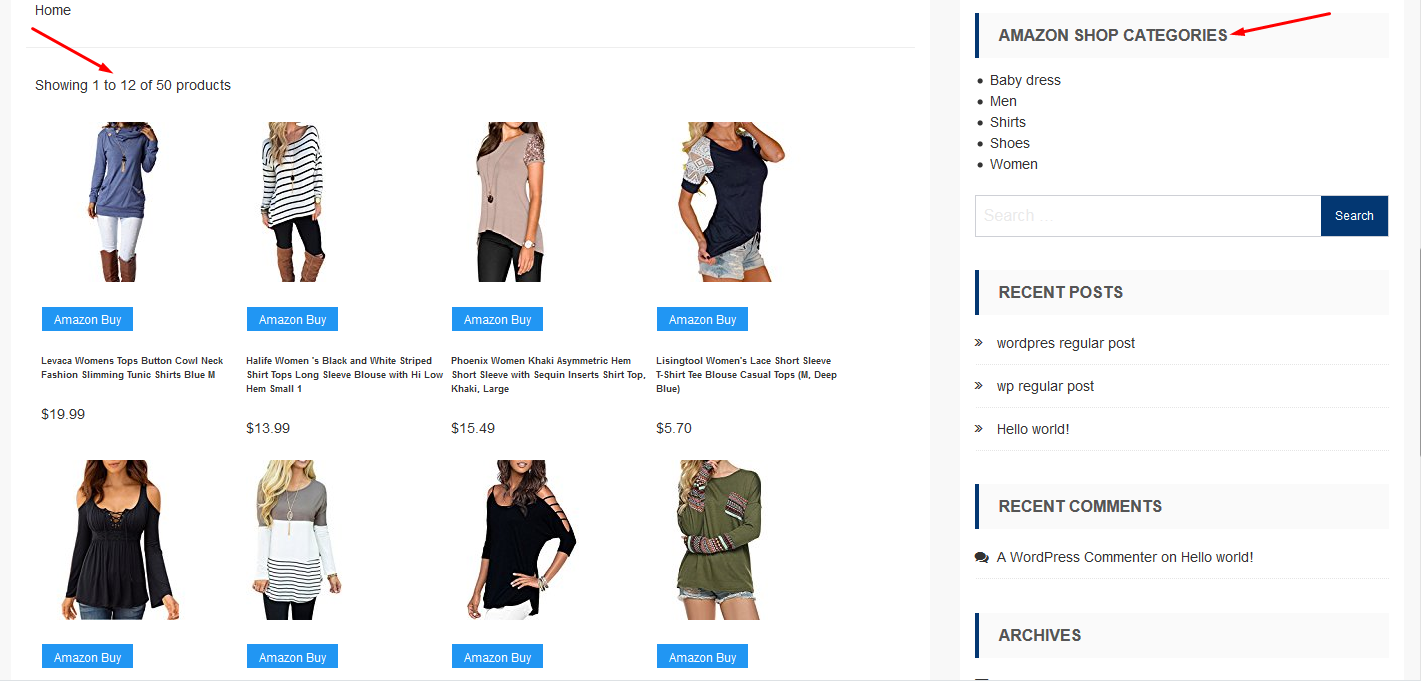 Home
Showing 1 to 12 of 50 products
Amazon Buy
Amazon Buy
Amazon Buy
Amazon Buy
Levaca Womens Tops Button Cowl Neck
Fashion Slimming Tunic Shirts Blue M
$19.99
Halife Women 's Black and White Striped
Shirt Tops Long Sleeve Blouse with Hi Low
Hem Small 1
$13.99
Phoenix Women Khaki Asymmetric Hem
Short Sleeve with Sequin Inserts Shirt Top,
Khaki, Large
$15.49
Lisingtool Women's Lace Short Sleeve
T-Shirt Tee Blouse Casual Tops (M, Deep
Blue)
$5.70
Amazon Buy
Amazon Buy
Amazon Buy
Amazon Buy
AMAZON SHOP CATEGORIES
Baby dress
Men
Shirts
Shoes
Women
Search ...
Search
RECENT POSTS
wordpres regular post
wp regular post
Hello world!
RECENT COMMENTS
A WordPress Commenter on Hello world!
ARCHIVES